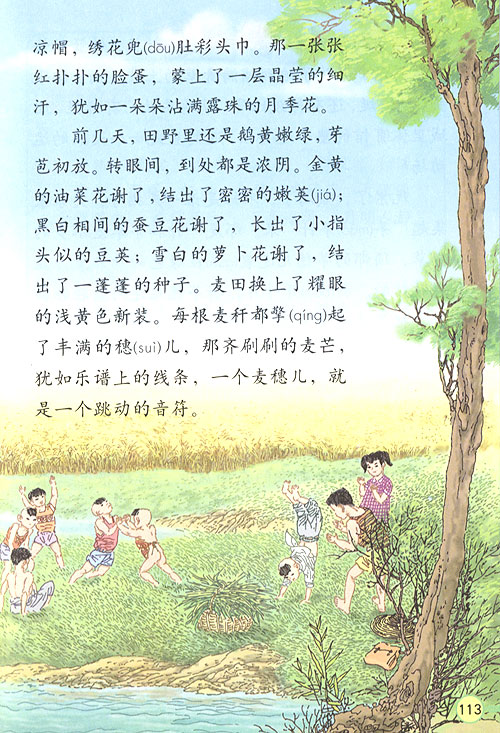 凉帽，绣花兜(dōu)肚彩头巾。那一张张
红扑扑的脸蛋，蒙上了一层晶莹的细
汗，犹如一朵朵沾满露珠的月季花。
前几天，田野里还是鹅黄嫩绿，芽
苞初放。转眼间，到处都是浓阴。金黄
的油菜花谢了，结出了密密的嫩荚(jiá)；
黑白相间的蚕豆花谢了，长出了小指
头似的豆荚；雪白的萝卜花谢了，结
出了一蓬蓬的种子。麦田换上了耀眼
的浅黄色新装。每根麦秆都擎(qíng)起
了丰满的穗(suì)儿，那齐刷刷的麦芒，
犹如乐谱上的线条，一个麦穗儿，就
是一个跳动的音符。
113